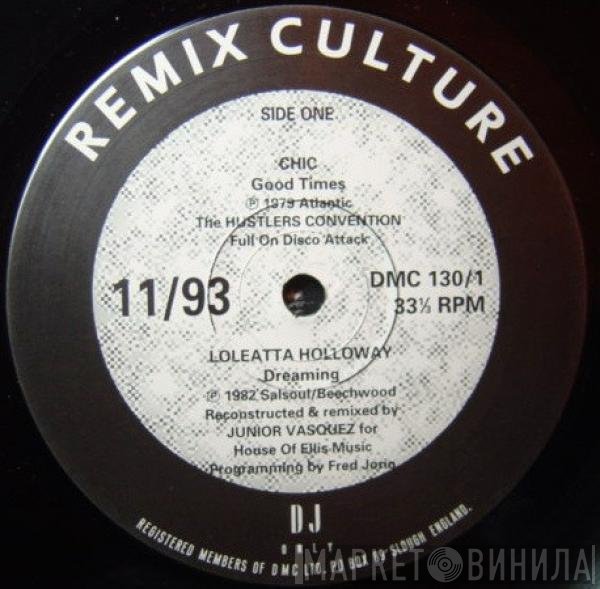 REMIX CULTURE
SIDE ONE
CHIC
Good Times
℗ 1979 Atlantic
The HUSTLERS CONVENTION
Full On Disco Attack
11/93
DMC 130/1
33⅓ RPM
LOLEATTA HOLLOWAY
Dreaming
℗ 1982 Salsoul/Beechwood
Reconstructed & remixed by
JUNIOR VASQUEZ for
House Of Ellis Music
Programming by Fred Jorio
DJ
ONLY
REGISTERED MEMBERS OF DMC LTD. PO BOX 89 SLOUGH ENGLAND.
МАРКЕТ ВИНИЛА